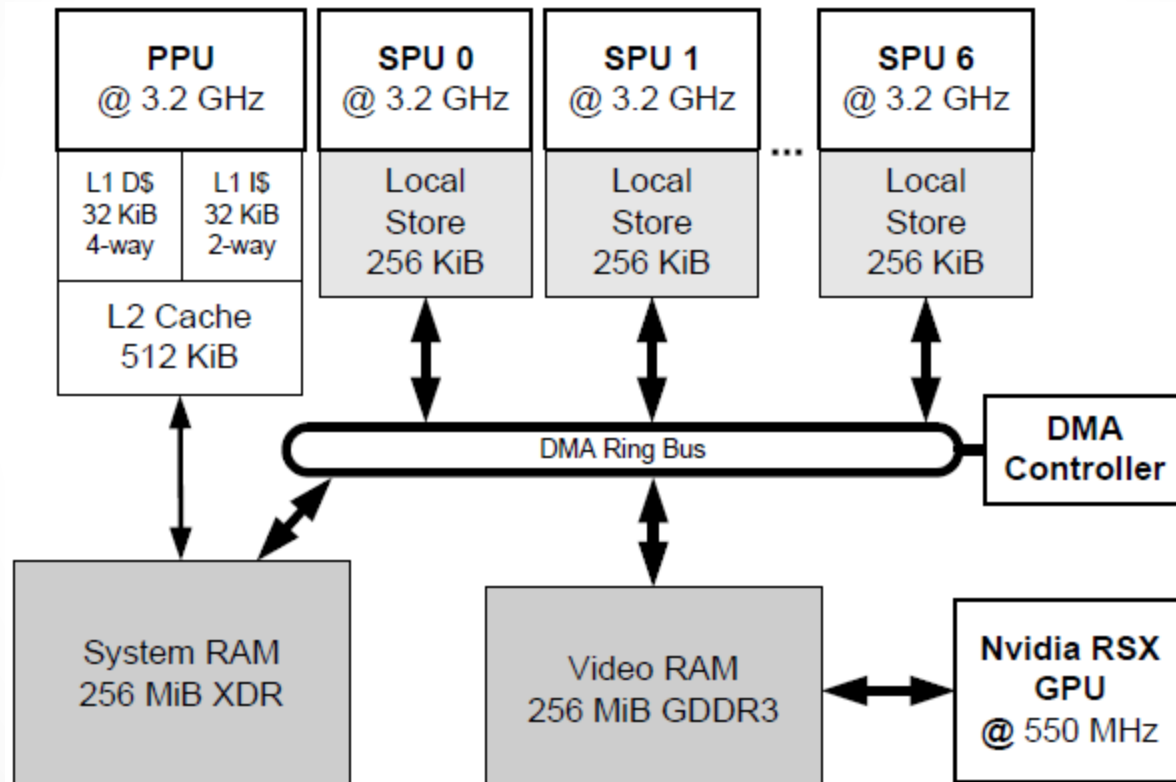 PPU
@ 3.2 GHz
SPU 0
@ 3.2 GHz
SPU 1
@ 3.2 GHz
SPU 6
@ 3.2 GHz
...
L1 D$
32 KiB
4-way
L1 I$
32 KiB
2-way
L2 Cache
512 KiB
Local
Store
256 KiB
Local
Store
256 KiB
Local
Store
256 KiB
DMA Ring Bus
DMA
Controller
System RAM
256 MiB XDR
Video RAM
256 MiB GDDR3
Nvidia RSX
GPU
@ 550 MHz